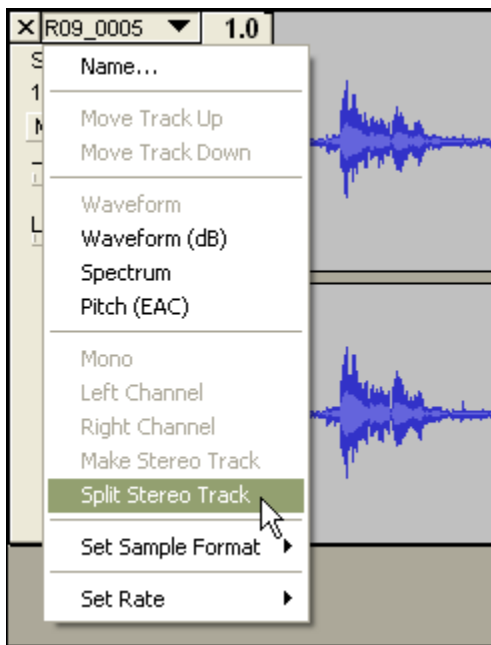 R09_0005 1.0
Name...
Move Track Up
Move Track Down
Waveform
Waveform (dB)
Spectrum
Pitch (EAC)
Mono
Left Channel
Right Channel
Make Stereo Track
Split Stereo Track
Set Sample Format
Set Rate